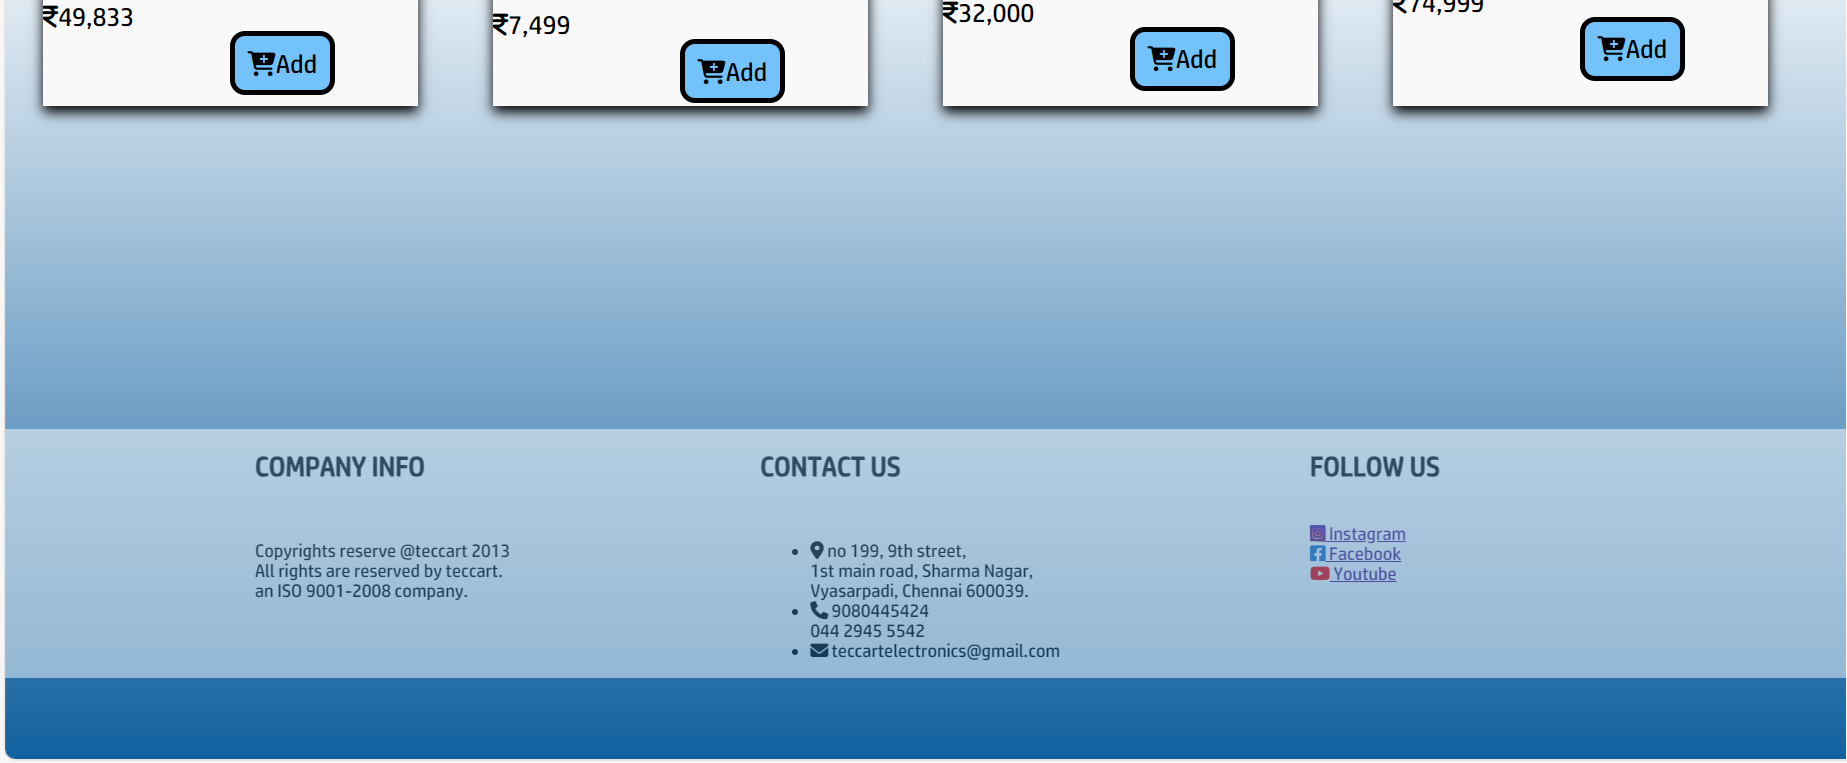 ₹49,833
₹7,499
₹32,000
₹74,999
Add
Add
Add
Add
COMPANY INFO
Copyrights reserve @teccart 2013
All rights are reserved by teccart.
an ISO 9001-2008 company.
CONTACT US
no 199, 9th street,
1st main road, Sharma Nagar,
Vyasarpadi, Chennai 600039.
9080445424
044 2945 5542
teccartelectronics@gmail.com
FOLLOW US
Instagram
Facebook
Youtube